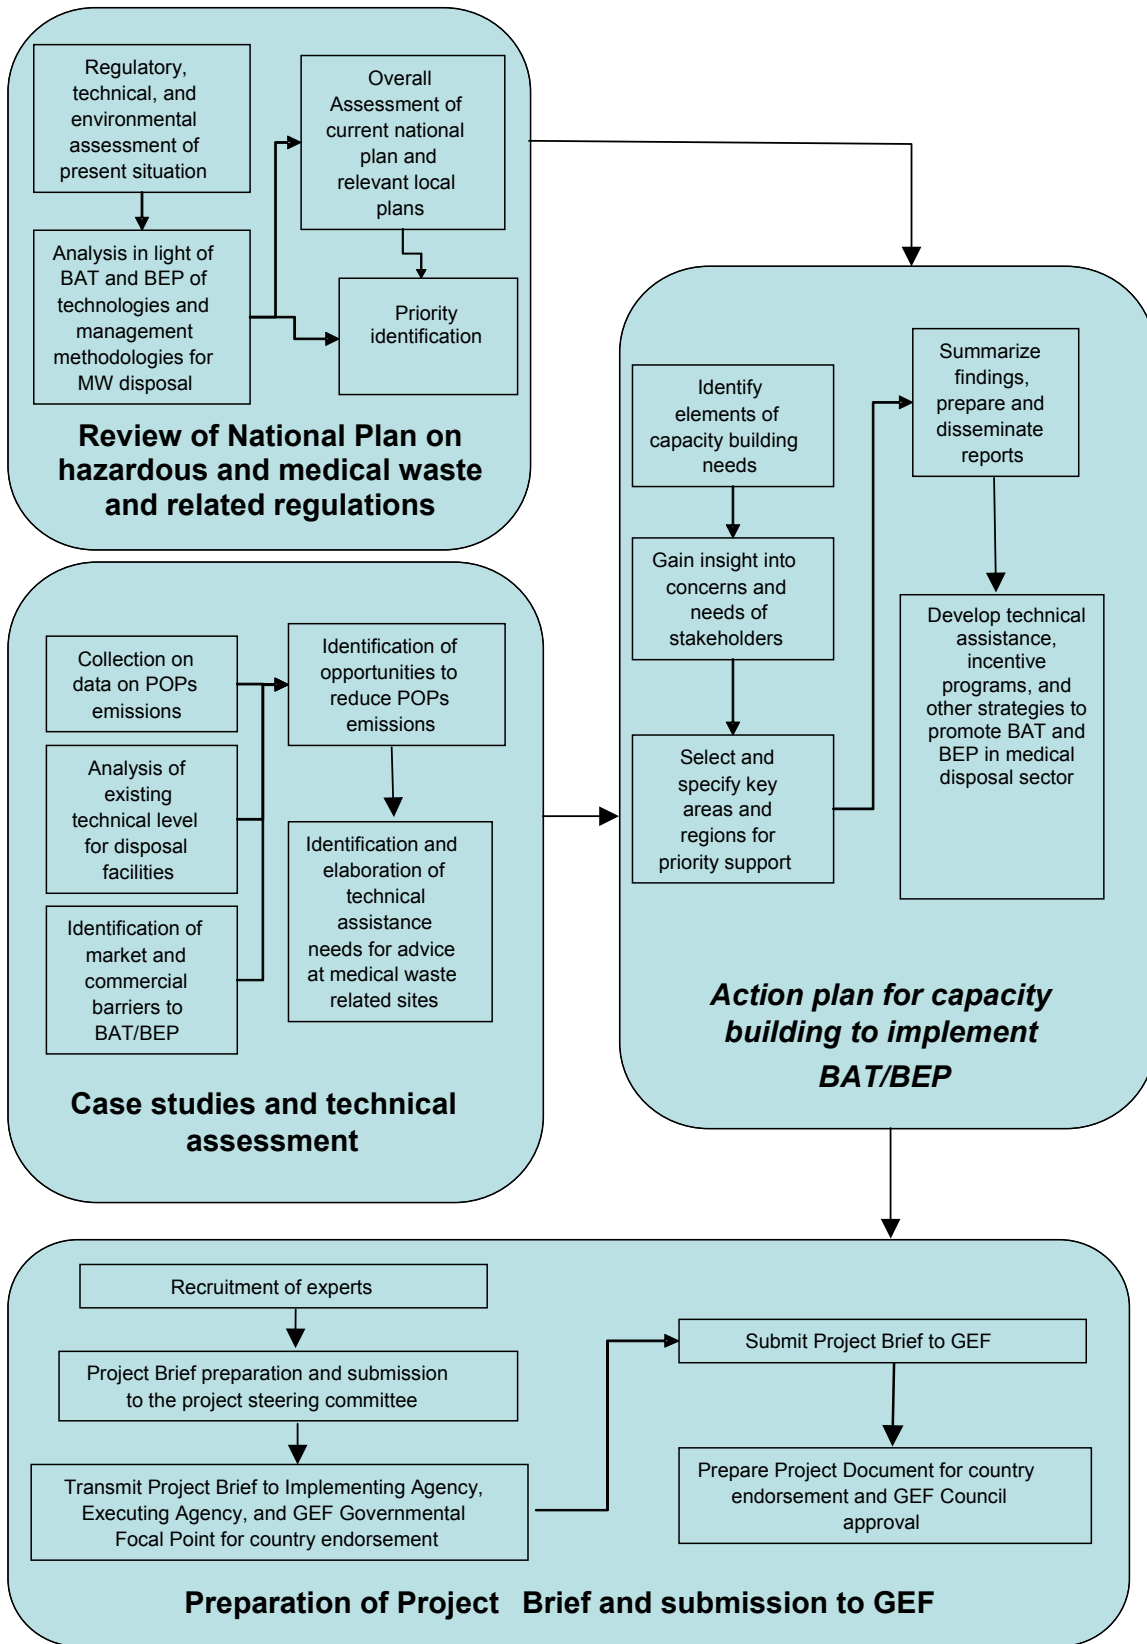 Regulatory,
technical, and
environmental
assessment of
present situation
Analysis in light of
BAT and BEP of
technologies and
management
methodologies for
MW disposal
Overall
Assessment of
current national
plan and
relevant local
plans
Priority
identification
Review of National Plan on
hazardous and medical waste
and related regulations
Collection on
data on POPs
emissions
Analysis of
existing
technical level
for disposal
facilities
Identification of
market and
commercial
barriers to
BAT/BEP
Identification of
opportunities to
reduce POPs
emissions
Identification and
elaboration of
technical
assistance
needs for advice
at medical waste
related sites
Case studies and technical
assessment
Identify
elements of
capacity building
needs
Gain insight into
concerns and
needs of
stakeholders
Select and
specify key
areas and
regions for
priority support
Summarize
findings,
prepare and
disseminate
reports
Develop technical
assistance,
incentive
programs, and
other strategies to
promote BAT and
BEP in medical
disposal sector
Action plan for capacity
building to implement
BAT/BEP
Recruitment of experts
Project Brief preparation and submission
to the project steering committee
Transmit Project Brief to Implementing Agency,
Executing Agency, and GEF Governmental
Focal Point for country endorsement
Submit Project Brief to GEF
Prepare Project Document for country
endorsement and GEF Council
approval
Preparation of Project Brief and submission to GEF